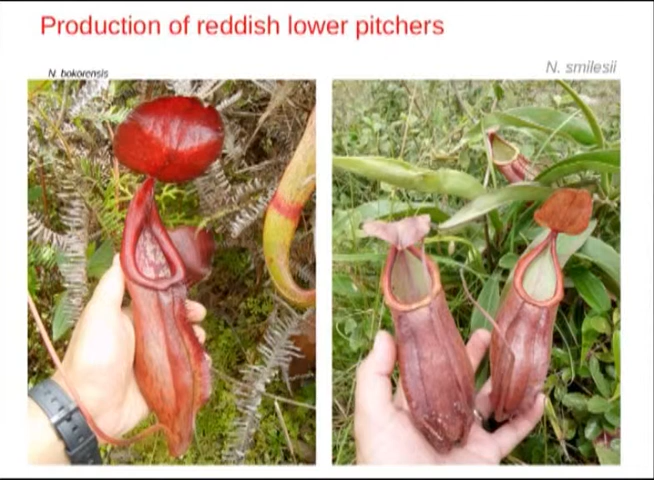 Production of reddish lower pitchers
N. bokorensis
N. smilesii